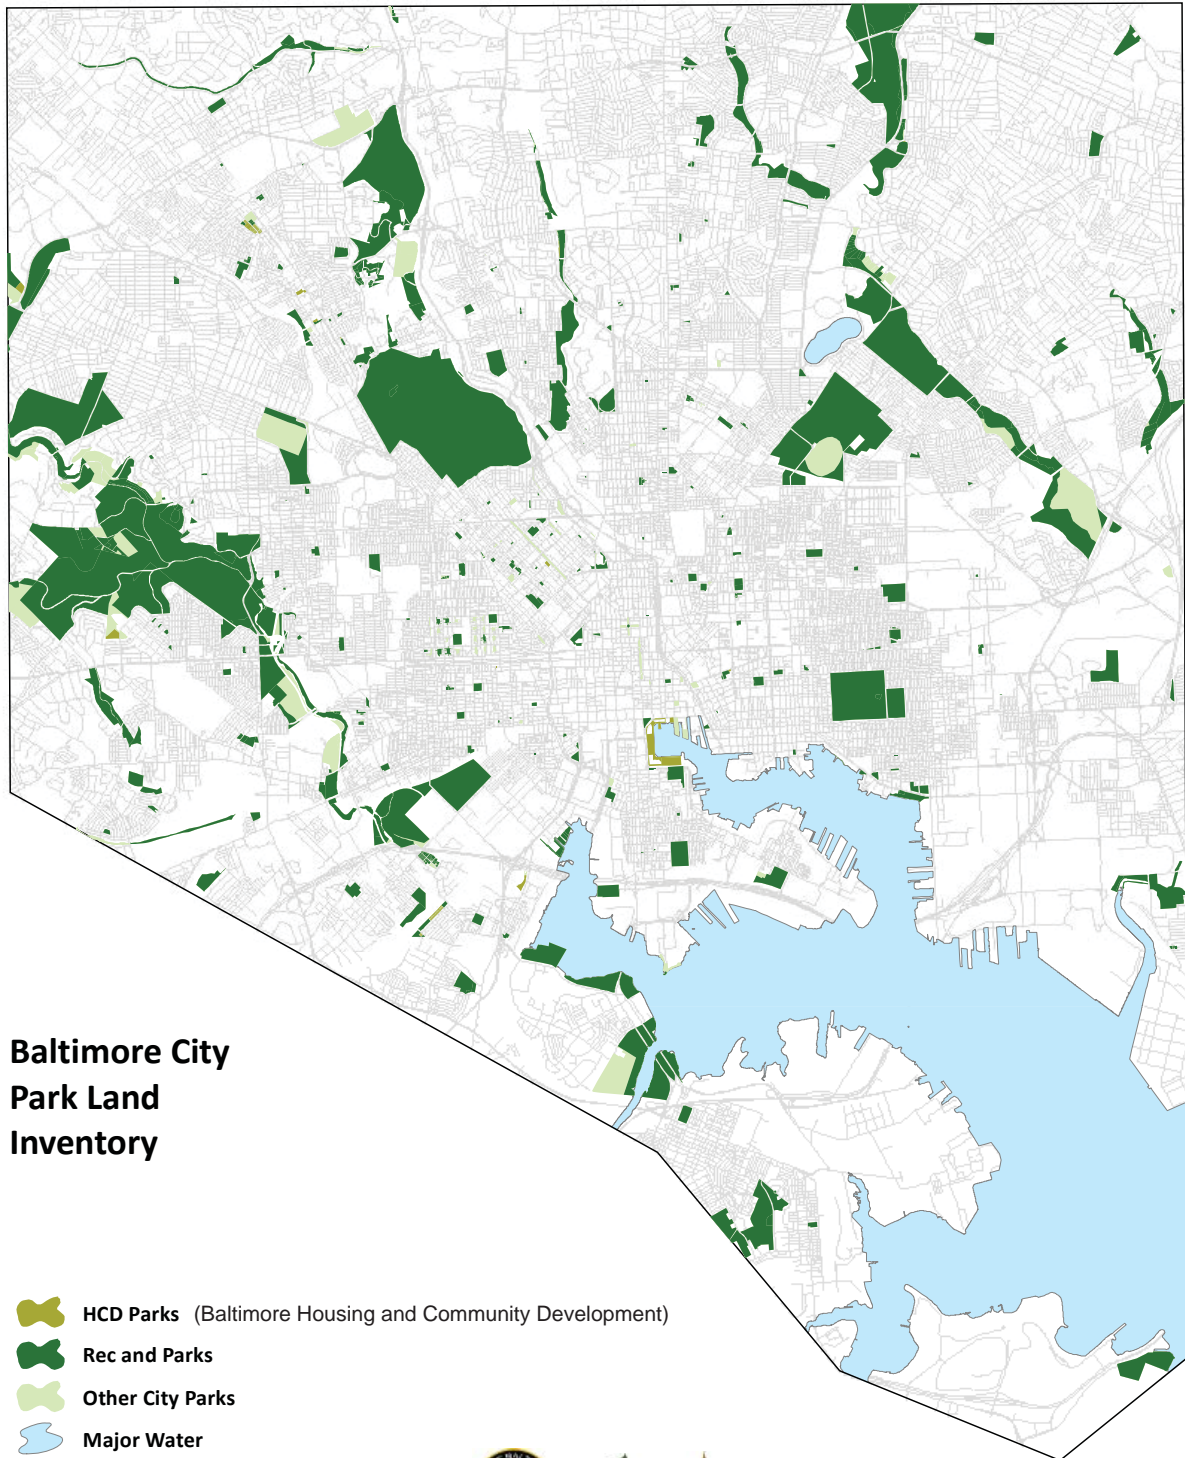 Baltimore City
Park Land
Inventory
HCD Parks (Baltimore Housing and Community Development)
Rec and Parks
Other City Parks
Major Water